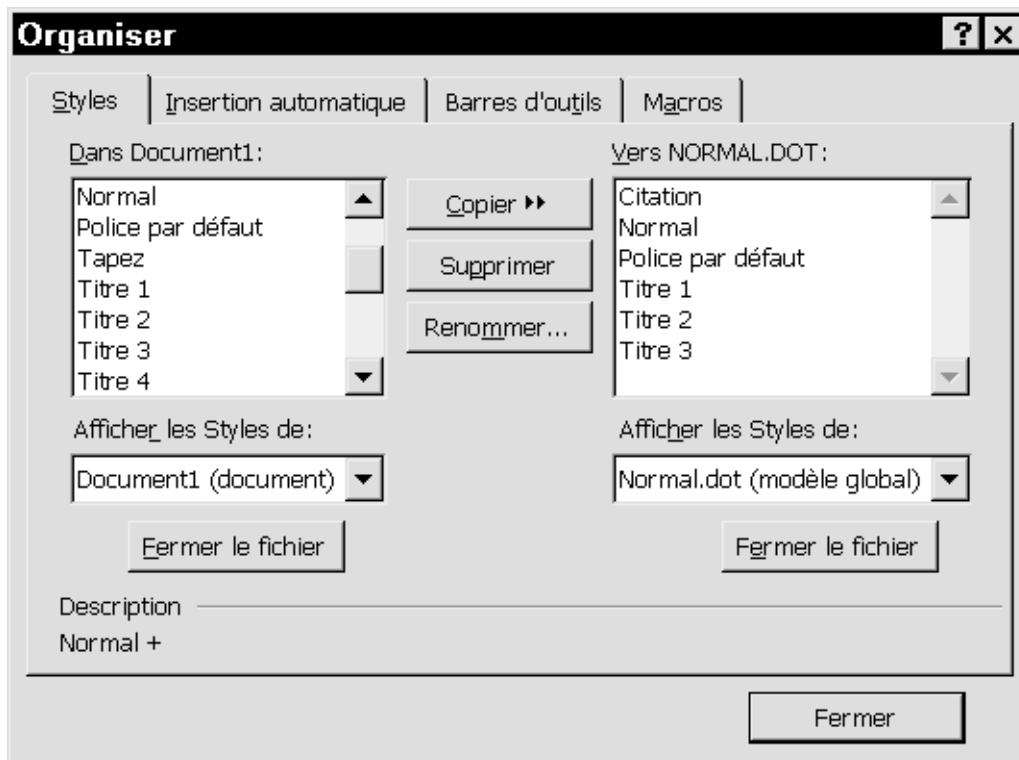 Organiser
Styles Insertion automatique Barres d'outils Macros
Dans Document1:
Normal
Police par défaut
Tapez
Titre 1
Titre 2
Titre 3
Titre 4
Afficher les Styles de:
Document1 (document)
Fermer le fichier
Copier
Supprimer
Renommer...
Vers NORMAL.DOT:
Citation
Normal
Police par défaut
Titre 1
Titre 2
Titre 3
Afficher les Styles de:
Normal.dot (modèle global)
Fermer le fichier
Description
Normal +
Fermer